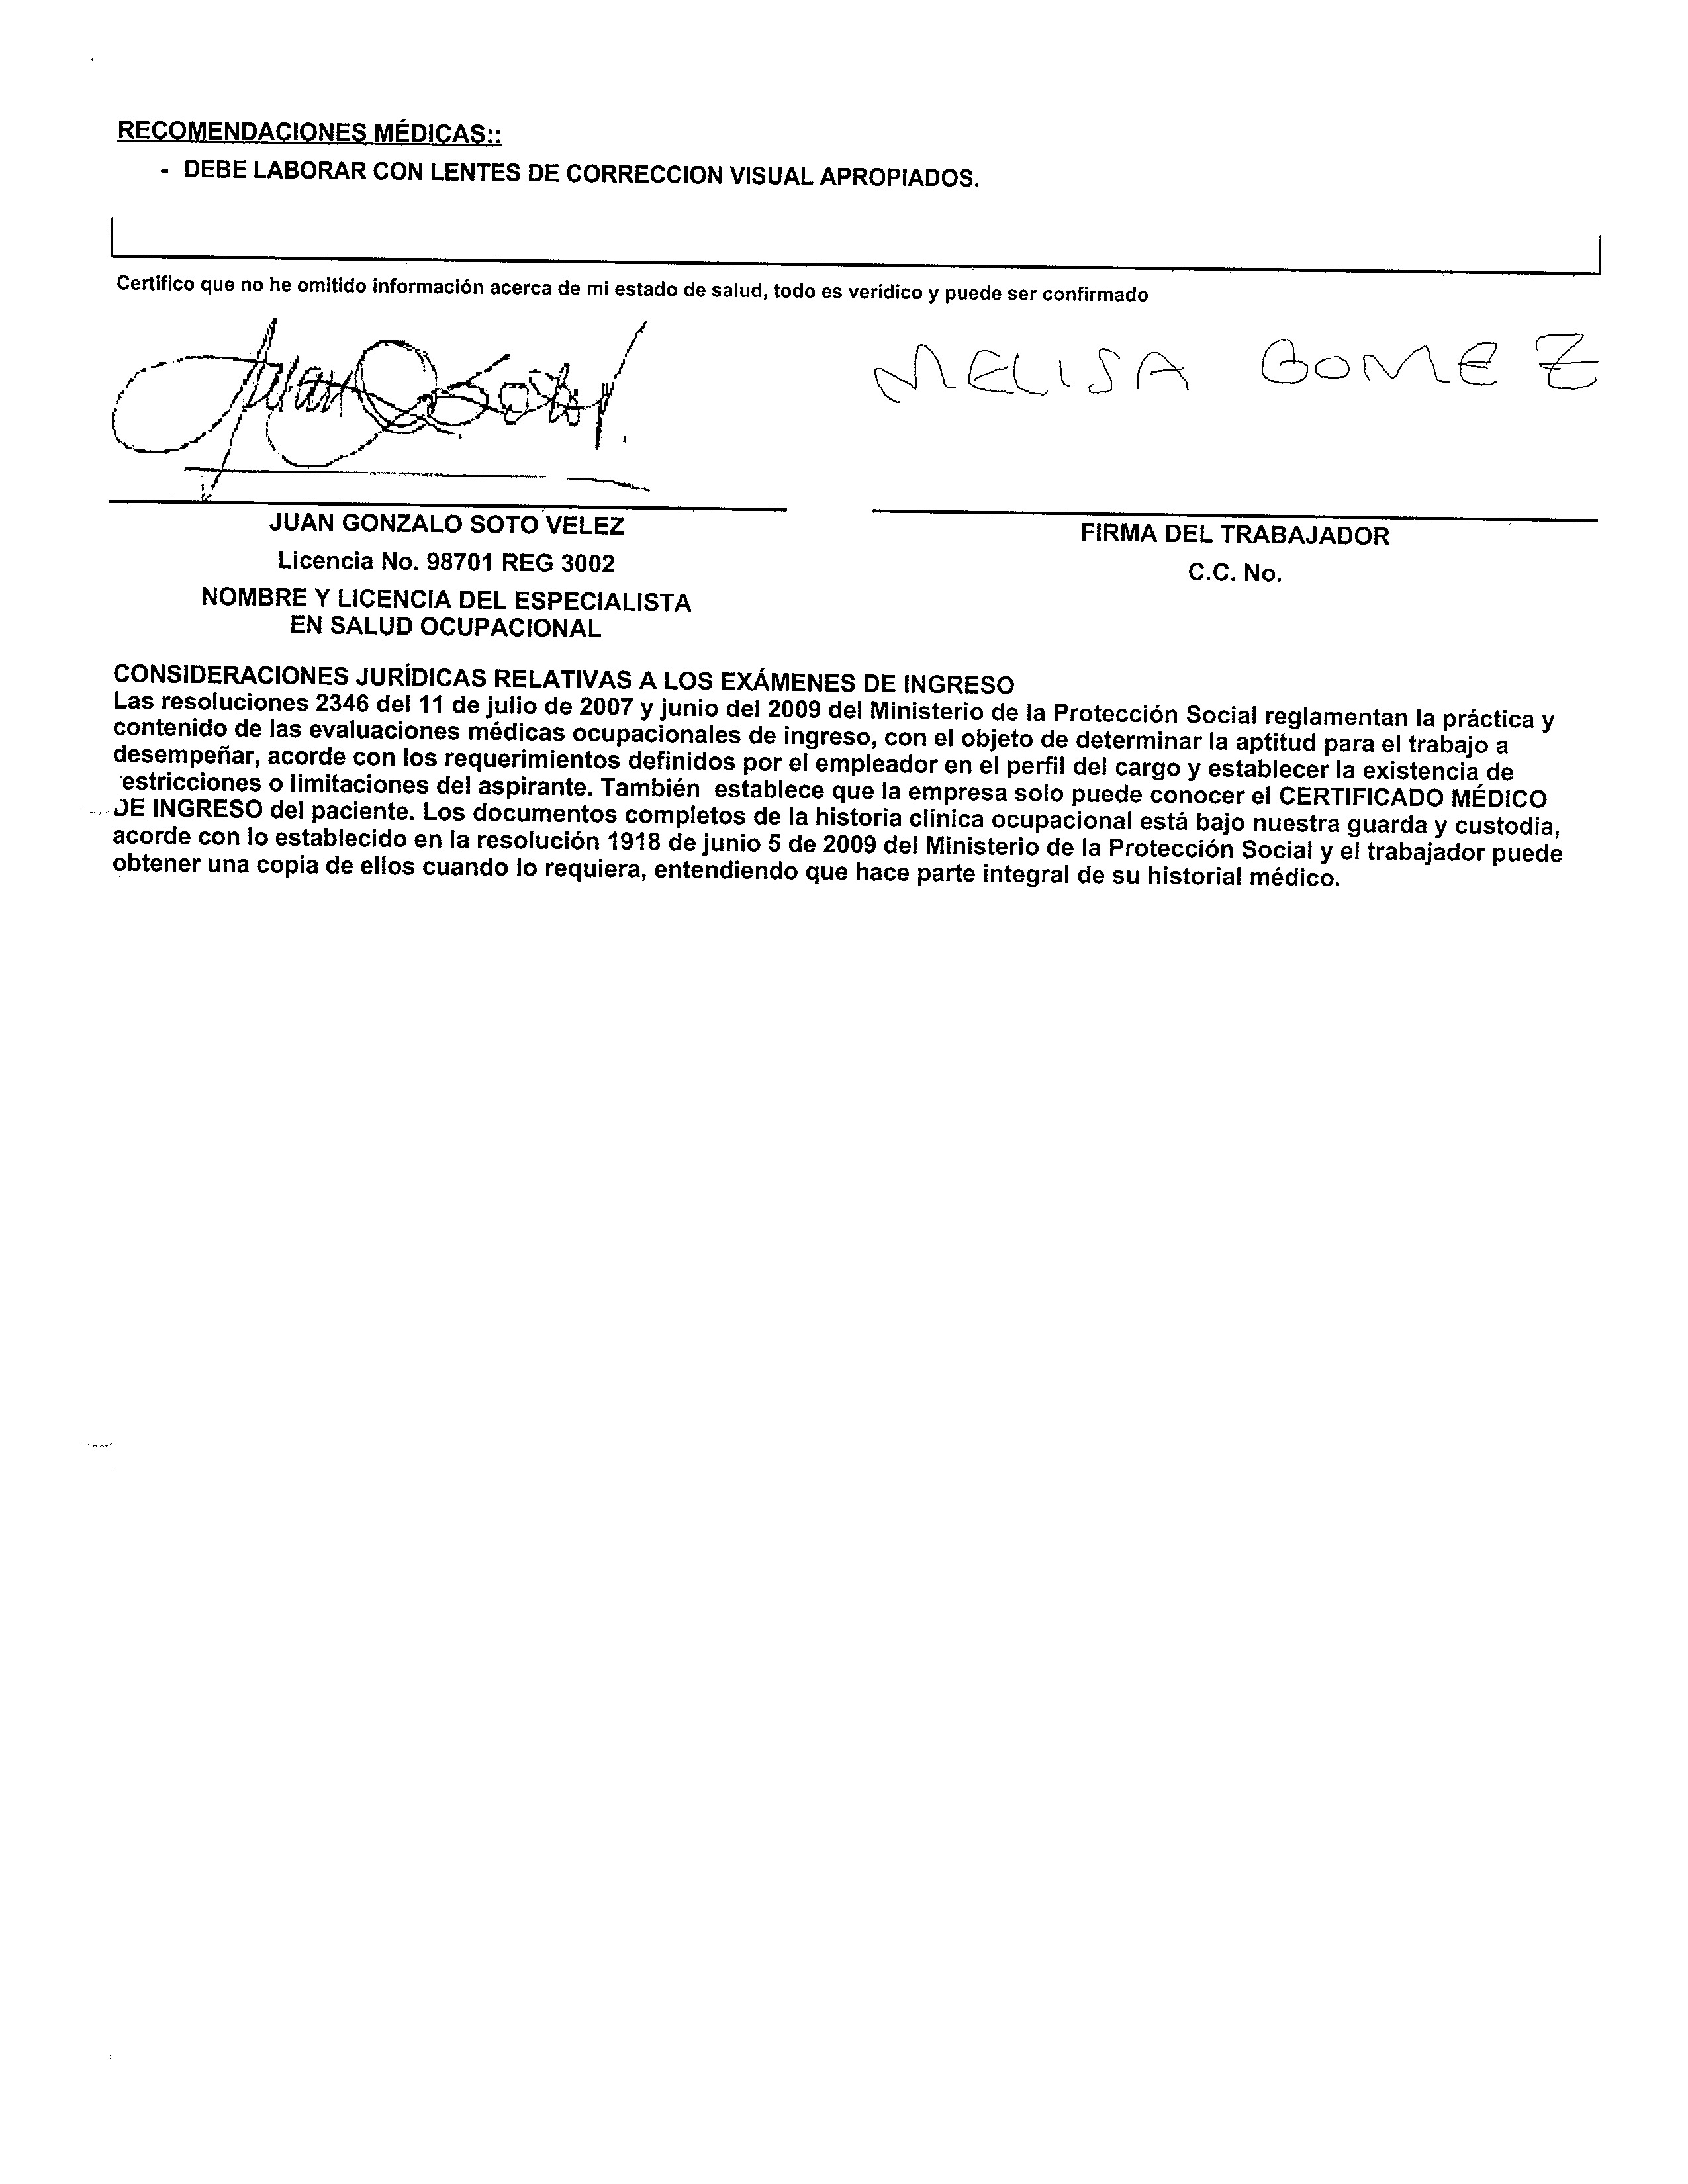 RECOMENDACIONES MÉDICAS::
- DEBE LABORAR CON LENTES DE CORRECCION VISUAL APROPIADOS.
Certifico que no he omitido información acerca de mi estado de salud, todo es verídico y puede ser confirmado
Juan Soto
MELISA GOMEZ
JUAN GONZALO SOTO VELEZ
Licencia No. 98701 REG 3002
NOMBRE Y LICENCIA DEL ESPECIALISTA
EN SALUD OCUPACIONAL
FIRMA DEL TRABAJADOR
C.C. No.
CONSIDERACIONES JURÍDICAS RELATIVAS A LOS EXÁMENES DE INGRESO
Las resoluciones 2346 del 11 de julio de 2007 y junio del 2009 del Ministerio de la Protección Social reglamentan la práctica y
contenido de las evaluaciones médicas ocupacionales de ingreso, con el objeto de determinar la aptitud para el trabajo a
desempeñar, acorde con los requerimientos definidos por el empleador en el perfil del cargo y establecer la existencia de
estricciones o limitaciones del aspirante. También establece que la empresa solo puede conocer el CERTIFICADO MÉDICO
DE INGRESO del paciente. Los documentos completos de la historia clínica ocupacional está bajo nuestra guarda y custodia,
acorde con lo establecido en la resolución 1918 de junio 5 de 2009 del Ministerio de la Protección Social y el trabajador puede
obtener una copia de ellos cuando lo requiera, entendiendo que hace parte integral de su historial médico.